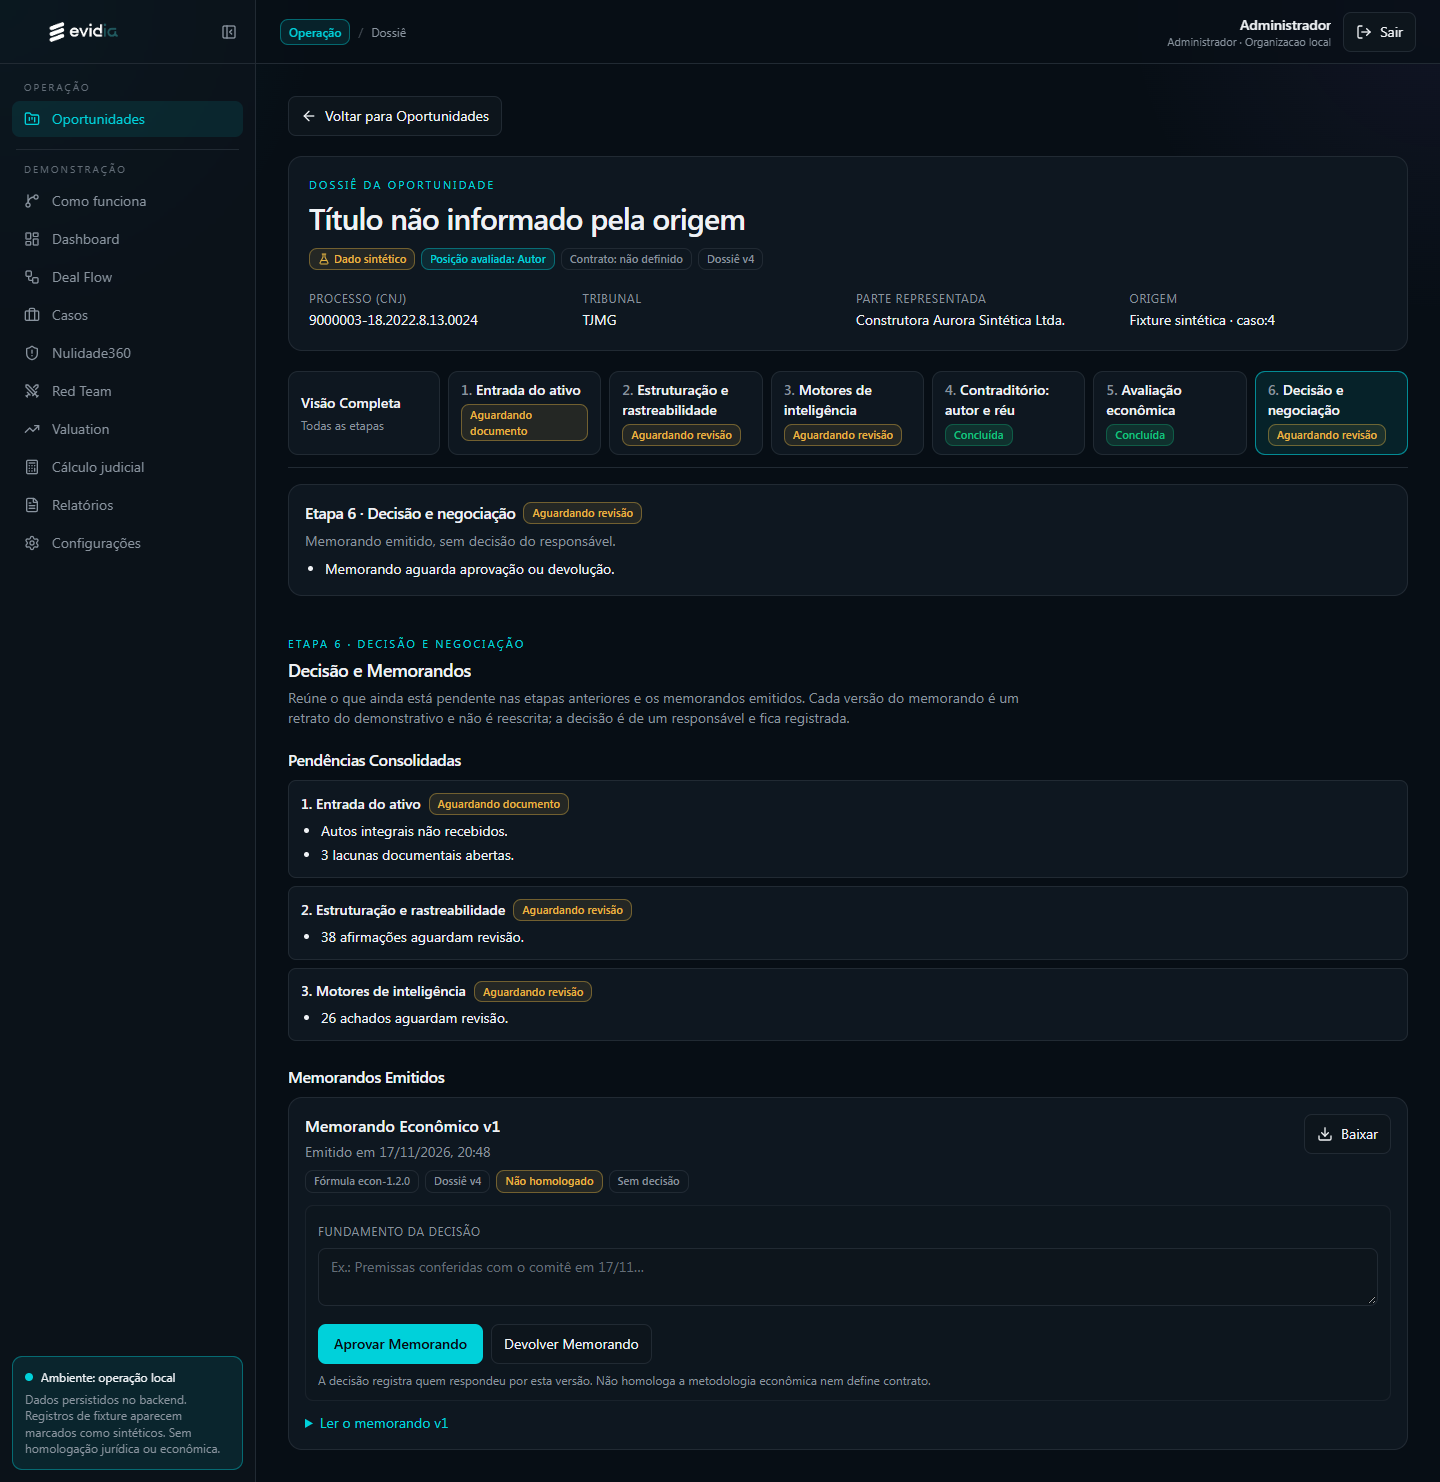 evidia
OPERAÇÃO
Oportunidades
DEMONSTRAÇÃO
Como funciona
Dashboard
Deal Flow
Casos
Nulidade360
Red Team
Valuation
Cálculo judicial
Relatórios
Configurações
Ambiente: operação local
Dados persistidos no backend.
Registros de fixture aparecem
marcados como sintéticos. Sem
homologação jurídica ou econômica.
Operação / Dossiê
Administrador
Administrador · Organizacao local
Sair
Voltar para Oportunidades
DOSSIÊ DA OPORTUNIDADE
Título não informado pela origem
Dado sintético
Posição avaliada: Autor
Contrato: não definido
Dossiê v4
PROCESSO (CNJ)
9000003-18.2022.8.13.0024
TRIBUNAL
TJMG
PARTE REPRESENTADA
Construtora Aurora Sintética Ltda.
ORIGEM
Fixture sintética · caso:4
Visão Completa
Todas as etapas
1. Entrada do ativo
Aguardando
documento
2. Estruturação e
rastreabilidade
Aguardando revisão
3. Motores de
inteligência
Aguardando revisão
4. Contraditório:
autor e réu
Concluída
5. Avaliação
econômica
Concluída
6. Decisão e
negociação
Aguardando revisão
Etapa 6 · Decisão e negociação
Aguardando revisão
Memorando emitido, sem decisão do responsável.
• Memorando aguarda aprovação ou devolução.
ETAPA 6 · DECISÃO E NEGOCIAÇÃO
Decisão e Memorandos
Reúne o que ainda está pendente nas etapas anteriores e os memorandos emitidos. Cada versão do memorando é um
retrato do demonstrativo e não é reescrita; a decisão é de um responsável e fica registrada.
Pendências Consolidadas
1. Entrada do ativo
Aguardando documento
• Autos integrais não recebidos.
• 3 lacunas documentais abertas.
2. Estruturação e rastreabilidade
Aguardando revisão
• 38 afirmações aguardam revisão.
3. Motores de inteligência
Aguardando revisão
• 26 achados aguardam revisão.
Memorandos Emitidos
Memorando Econômico v1
Emitido em 17/11/2026, 20:48
Baixar
Fórmula econ-1.2.0
Dossiê v4
Não homologado
Sem decisão
FUNDAMENTO DA DECISÃO
Ex.: Premissas conferidas com o comitê em 17/11...
Aprovar Memorando
Devolver Memorando
A decisão registra quem respondeu por esta versão. Não homologa a metodologia econômica nem define contrato.
Ler o memorando v1